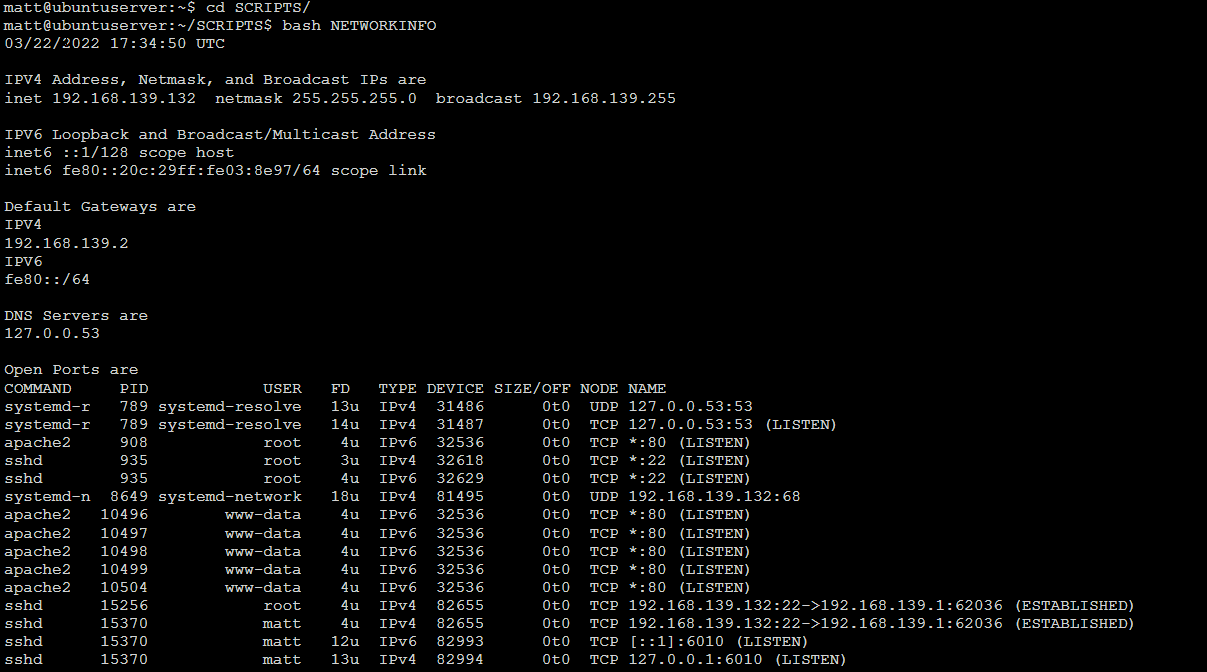 matt@ubuntuserver:~$ cd SCRIPTS/
matt@ubuntuserver:~/SCRIPTS$ bash NETWORKINFO
03/22/2022 17:34:50 UTC

IPV4 Address, Netmask, and Broadcast IPs are
inet 192.168.139.132  netmask 255.255.255.0  broadcast 192.168.139.255

IPV6 Loopback and Broadcast/Multicast Address
inet6 ::1/128 scope host
inet6 fe80::20c:29ff:fe03:8e97/64 scope link

Default Gateways are
IPV4
192.168.139.2
IPV6
fe80::/64

DNS Servers are
127.0.0.53

Open Ports are
COMMAND     PID            USER   FD   TYPE DEVICE SIZE/OFF NODE NAME
systemd-r   789 systemd-resolve   13u  IPv4  31486      0t0  UDP 127.0.0.53:53
systemd-r   789 systemd-resolve   14u  IPv4  31487      0t0  TCP 127.0.0.53:53 (LISTEN)
apache2     908            root    4u  IPv6  32536      0t0  TCP *:80 (LISTEN)
sshd        935            root    3u  IPv4  32618      0t0  TCP *:22 (LISTEN)
sshd        935            root    4u  IPv6  32629      0t0  TCP *:22 (LISTEN)
systemd-n  8649 systemd-network   18u  IPv4  81495      0t0  UDP 192.168.139.132:68
apache2   10496        www-data    4u  IPv6  32536      0t0  TCP *:80 (LISTEN)
apache2   10497        www-data    4u  IPv6  32536      0t0  TCP *:80 (LISTEN)
apache2   10498        www-data    4u  IPv6  32536      0t0  TCP *:80 (LISTEN)
apache2   10499        www-data    4u  IPv6  32536      0t0  TCP *:80 (LISTEN)
apache2   10504        www-data    4u  IPv6  32536      0t0  TCP *:80 (LISTEN)
sshd      15256            root    4u  IPv4  82655      0t0  TCP 192.168.139.132:22->192.168.139.1:62036 (ESTABLISHED)
sshd      15370            matt    4u  IPv4  82655      0t0  TCP 192.168.139.132:22->192.168.139.1:62036 (ESTABLISHED)
sshd      15370            matt   12u  IPv6  82993      0t0  TCP [::1]:6010 (LISTEN)
sshd      15370            matt   13u  IPv4  82994      0t0  TCP 127.0.0.1:6010 (LISTEN)